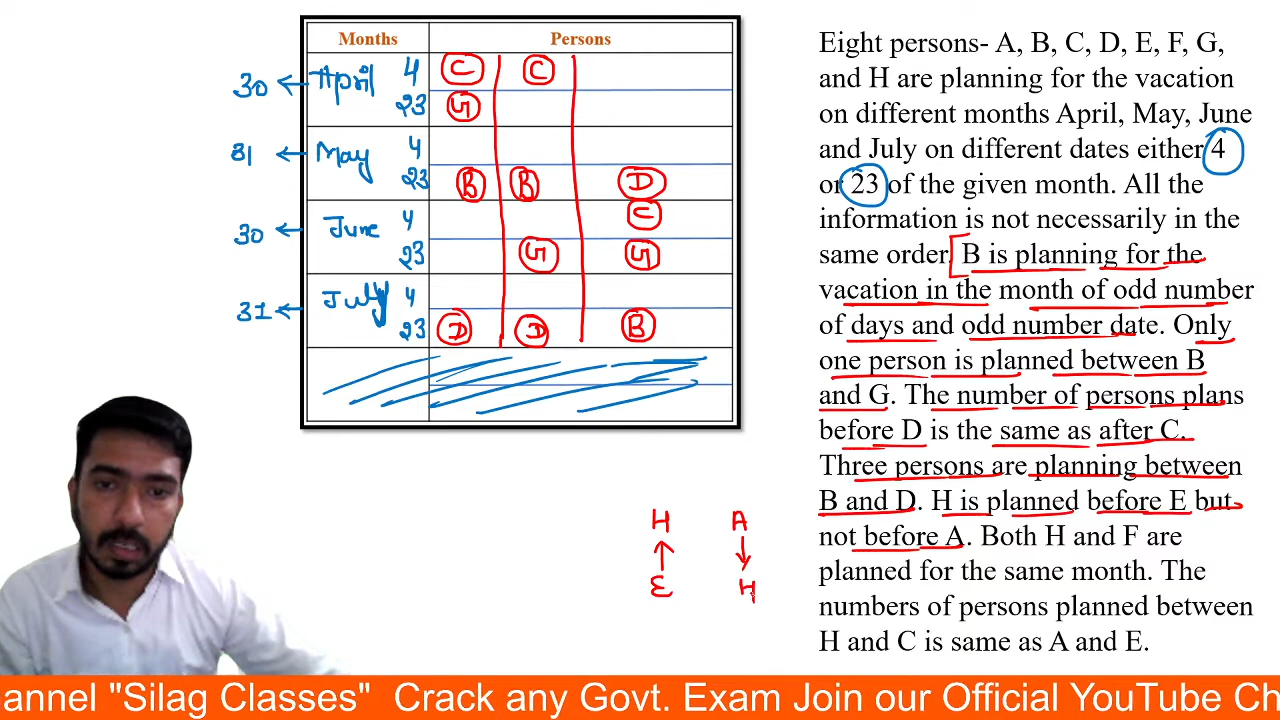 Months Persons
30 ← April 4 C C
23 G
31 ← May 4
23 B B D
30 ← June 4 C
23 G G
31 ← July 4
23 D D B
H A
↑ ↓
E H
Eight persons- A, B, C, D, E, F, G,
and H are planning for the vacation
on different months April, May, June
and July on different dates either 4
or 23 of the given month. All the
information is not necessarily in the
same order. B is planning for the
vacation in the month of odd number
of days and odd number date. Only
one person is planned between B
and G. The number of persons plans
before D is the same as after C.
Three persons are planning between
B and D. H is planned before E but
not before A. Both H and F are
planned for the same month. The
numbers of persons planned between
H and C is same as A and E.
annel "Silag Classes" Crack any Govt. Exam Join our Official YouTube Ch